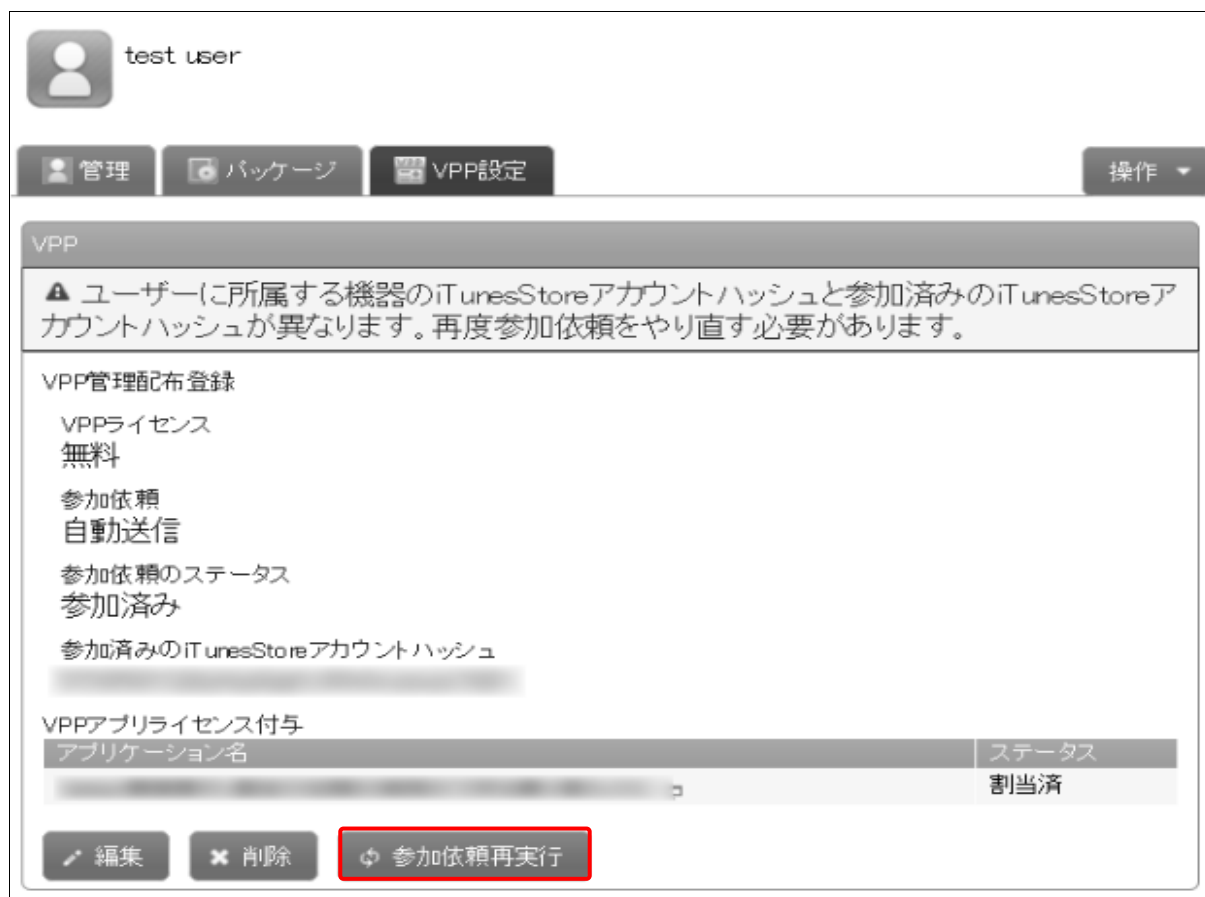 test user
管理
パッケージ
VPP設定
操作
VPP
ユーザーに所属する機器のiTunesStoreアカウントハッシュと参加済みのiTunesStoreア
カウントハッシュが異なります。再度参加依頼をやり直す必要があります。
VPP管理配布登録
VPPライセンス
無料
参加依頼
自動送信
参加依頼のステータス
参加済み
参加済みのiTunesStoreアカウントハッシュ
VPPアプリライセンス付与
アプリケーション名 ステータス
割当済
編集
削除
参加依頼再実行